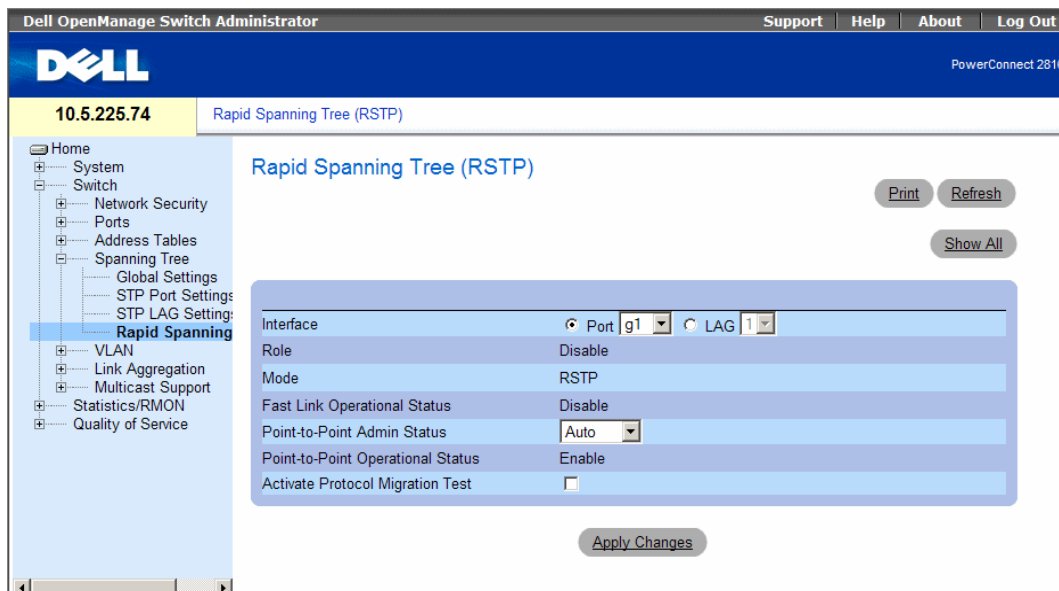 Dell OpenManage Switch Administrator Support Help About Log Out
DELL
PowerConnect 281
10.5.225.74
Rapid Spanning Tree (RSTP)
Home
System
Switch
Network Security
Ports
Address Tables
Spanning Tree
Global Settings
STP Port Settings
STP LAG Setting
Rapid Spanning
VLAN
Link Aggregation
Multicast Support
Statistics/RMON
Quality of Service
Rapid Spanning Tree (RSTP)
Print Refresh
Show All
Interface Port g1 LAG 1
Role Disable
Mode RSTP
Fast Link Operational Status Disable
Point-to-Point Admin Status Auto
Point-to-Point Operational Status Enable
Activate Protocol Migration Test
Apply Changes